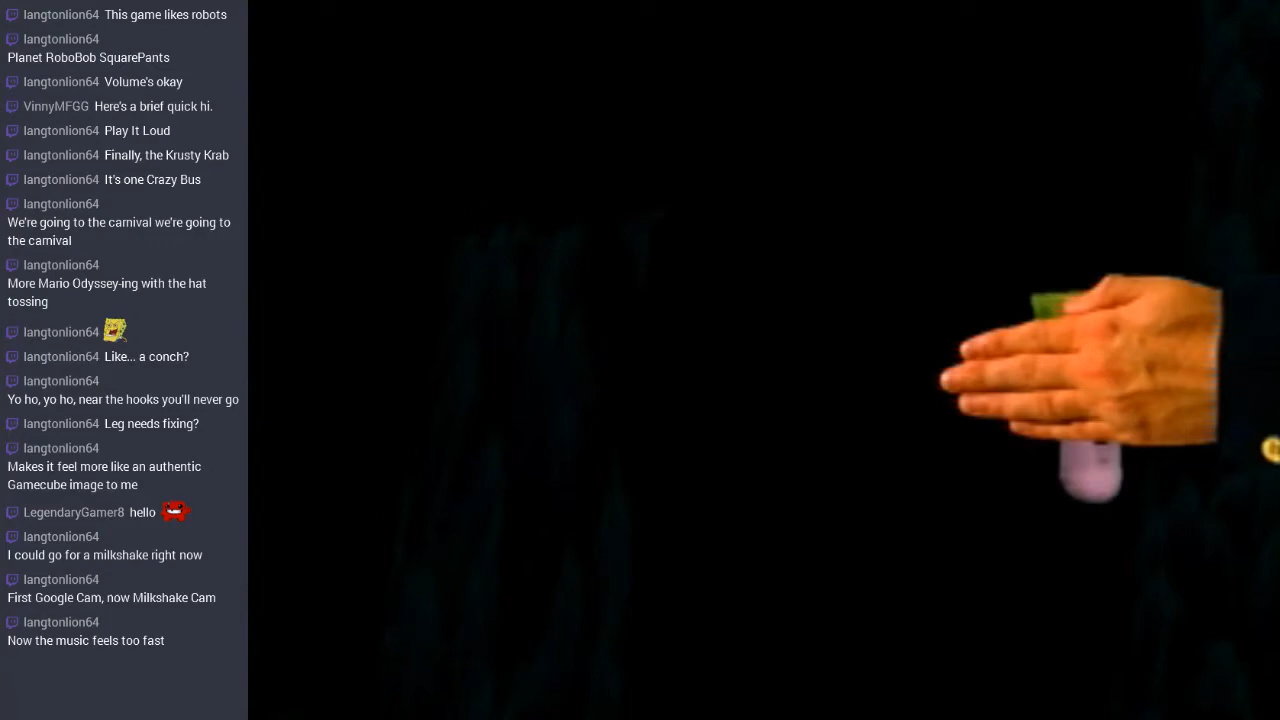 langtonlion64 This game likes robots
langtonlion64
Planet RoboBob SquarePants
langtonlion64 Volume's okay
VinnyMFGG Here's a brief quick hi.
langtonlion64 Play It Loud
langtonlion64 Finally, the Krusty Krab
langtonlion64 It's one Crazy Bus
langtonlion64
We're going to the carnival we're going to
the carnival
langtonlion64
More Mario Odyssey-ing with the hat
tossing
langtonlion64
langtonlion64 Like... a conch?
langtonlion64
Yo ho, yo ho, near the hooks you'll never go
langtonlion64 Leg needs fixing?
langtonlion64
Makes it feel more like an authentic
Gamecube image to me
LegendaryGamer8 hello
langtonlion64
I could go for a milkshake right now
langtonlion64
First Google Cam, now Milkshake Cam
langtonlion64
Now the music feels too fast